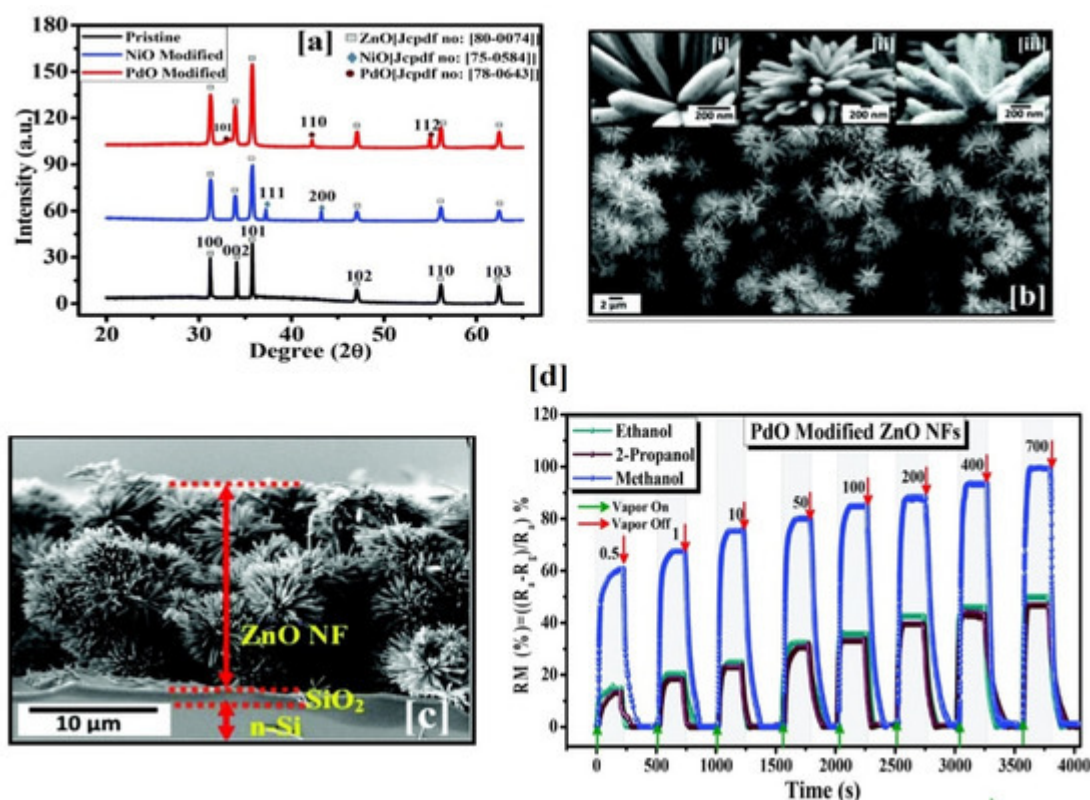 [a]
Pristine
NiO Modified
PdO Modified
ZnO|Jcpdf no: [80-0074]]
NiO|Jcpdf no: [75-0584]]
PdO|Jcpdf no: [78-0643]]
180
150
120
90
60
30
0
Intensity (a.u.)
101
110
112
111
200
100
002
101
102
110
103
20
30
40
50
60
Degree (2θ)
[i]
[ii]
[iii]
200 nm
200 nm
200 nm
2 μm
[b]
[d]
ZnO NF
SiO2
n-Si
10 μm
[c]
PdO Modified ZnO NFs
Ethanol
2-Propanol
Methanol
Vapor On
Vapor Off
0.5
1
10
50
100
200
400
700
120
100
80
60
40
20
0
RM (%)=((Ra-Rg)/Ra) %
0
500
1000
1500
2000
2500
3000
3500
4000
Time (s)